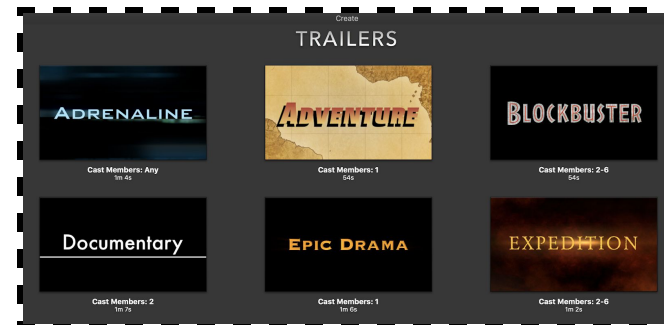 Create
TRAILERS
ADRENALINE
Cast Members: Any
1m 4s
ADVENTURE
Cast Members: 1
54s
BLOCKBUSTER
Cast Members: 2-6
54s
Documentary
Cast Members: 2
1m 7s
EPIC DRAMA
Cast Members: 1
1m 6s
EXPEDITION
Cast Members: 2-6
1m 2s